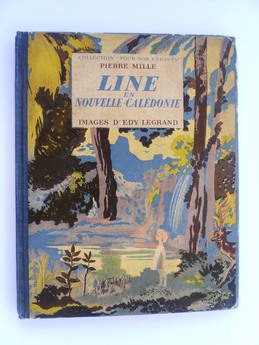 COLLECTION "POUR NOS ENFANTS"
PIERRE MILLE
LINE
EN
NOUVELLE-CALÉDONIE
IMAGES D'EDY LEGRAND